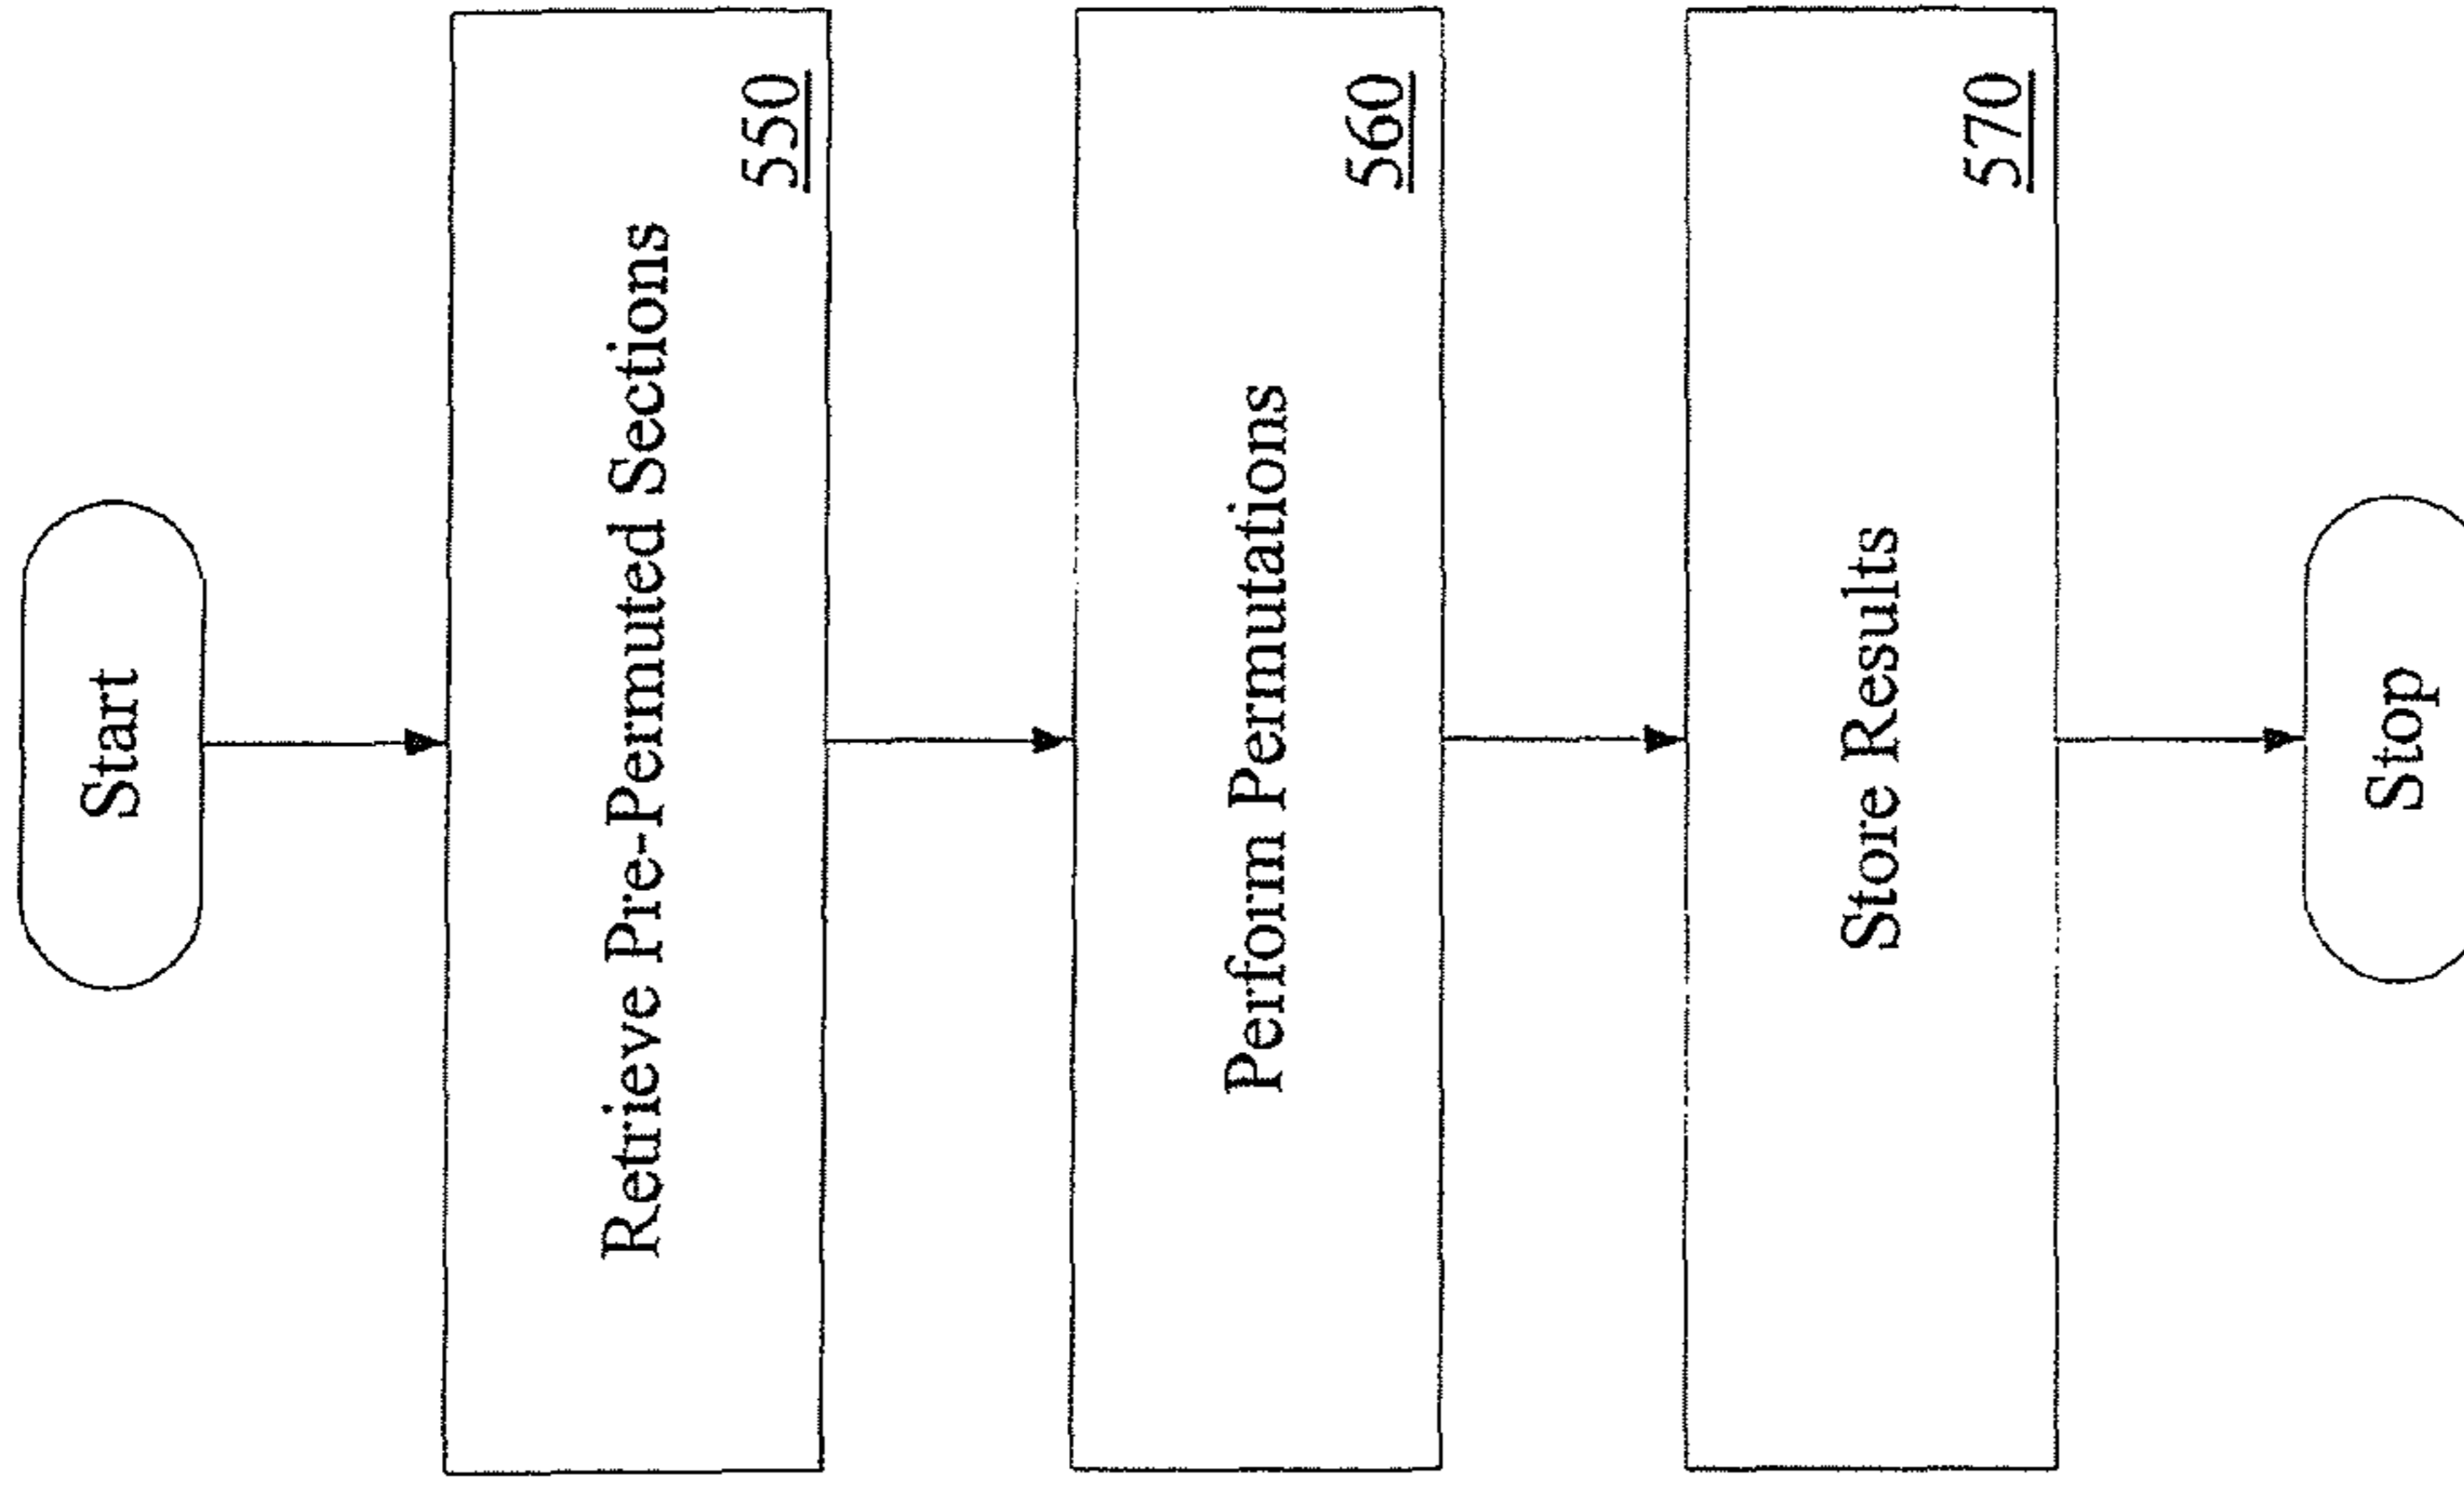 Start
Retrieve Pre-Permuted Sections
550
Perform Permutations
560
Store Results
570
Stop